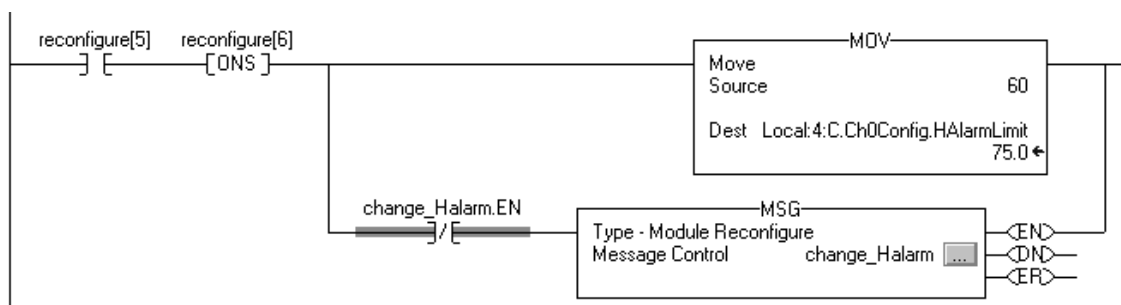 reconfigure[5] reconfigure[6]
ONS
MOV
Move
Source 60
Dest Local:4:C.Ch0Config.HAlarmLimit
75.0
change_Halarm.EN
MSG
Type - Module Reconfigure
Message Control change_Halarm ...
EN
DN
ER